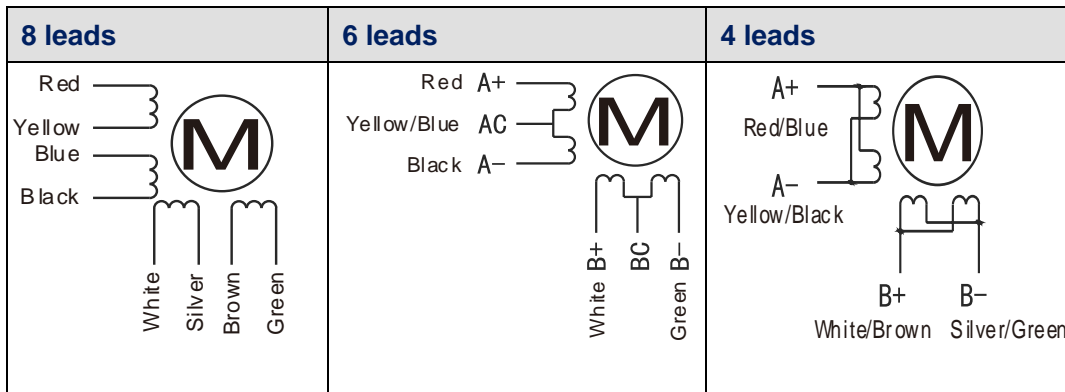 8 leads
6 leads
4 leads
Red
Yellow
Blue
Black
M
White
Silver
Brown
Green
Red A+
Yellow/Blue AC
Black A-
M
White B+
BC
Green B-
A+
Red/Blue
A-
Yellow/Black
M
B+ B-
White/Brown Silver/Green